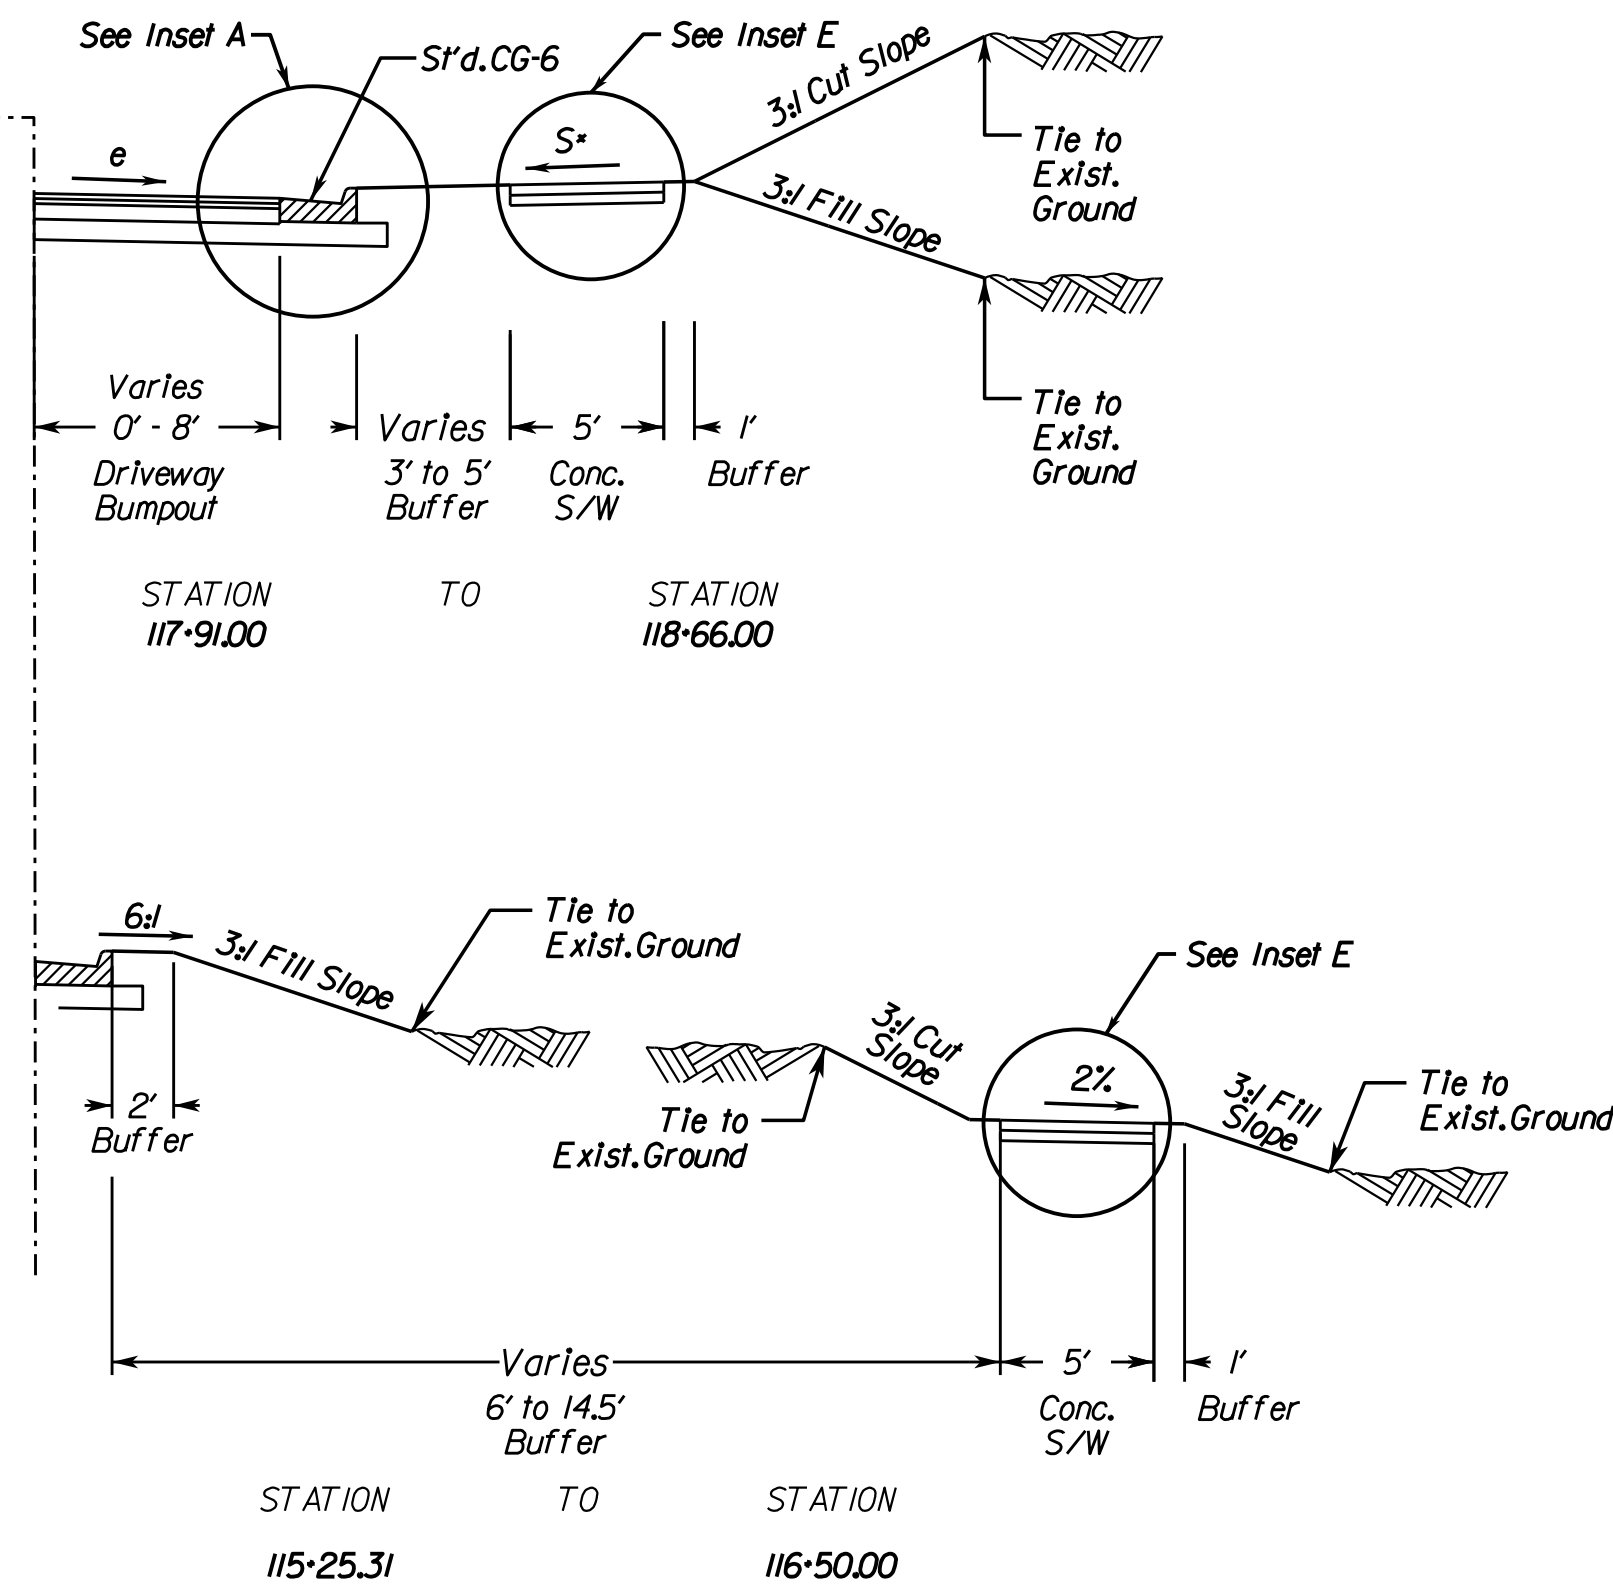 See Inset A
St'd. CG-6
See Inset E
3:1 Cut Slope
e
S*
Tie to
Exist.
Ground
3:1 Fill Slope
Varies
0' - 8'
Driveway
Bumpout
Varies
3' to 5'
Buffer
5'
Conc.
S/W
1'
Buffer
Tie to
Exist.
Ground
STATION TO STATION
117+91.00 118+66.00
6:1
3:1 Fill Slope
Tie to
Exist. Ground
2'
Buffer
See Inset E
3:1 Cut
Slope
2%
3:1 Fill
Slope
Tie to
Exist. Ground
Tie to
Exist. Ground
Varies
6' to 14.5'
Buffer
5'
Conc.
S/W
1'
Buffer
STATION TO STATION
115+25.31 116+50.00